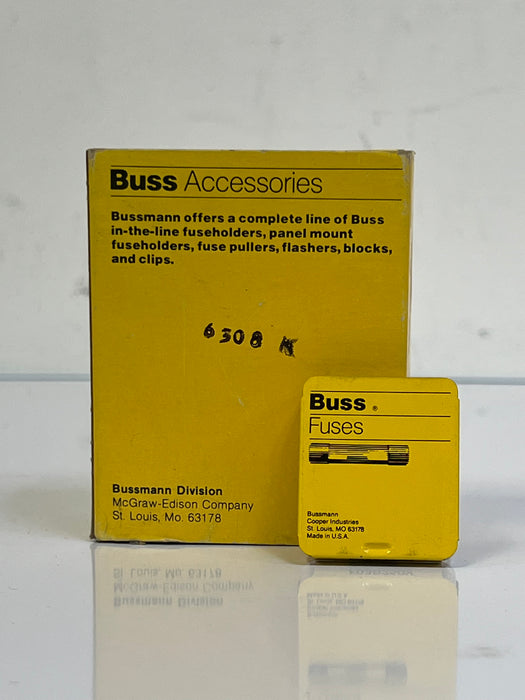 Buss Accessories
Bussmann offers a complete line of Buss
in-the-line fuseholders, panel mount
fuseholders, fuse pullers, flashers, blocks,
and clips.
6308 K
Bussmann Division
McGraw-Edison Company
St. Louis, Mo. 63178
Buss ®
Fuses
Bussmann
Cooper Industries
St. Louis, MO 63178
Made in U.S.A.